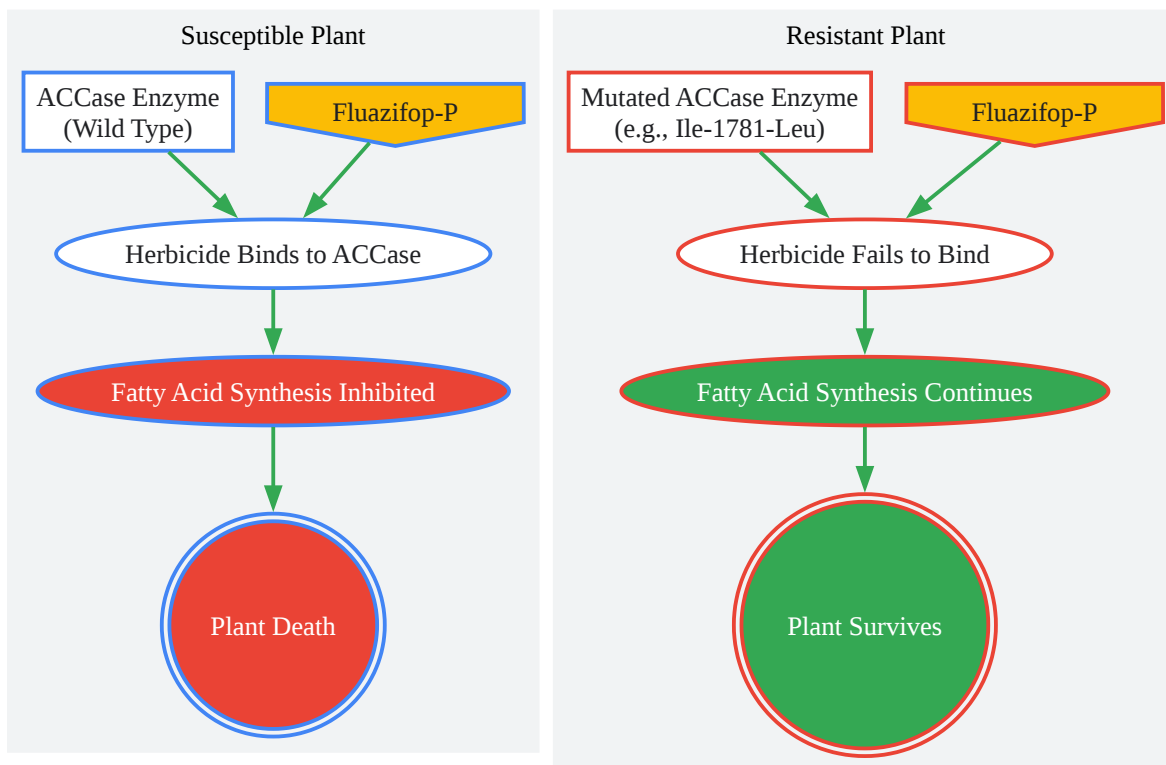 Susceptible Plant
ACCase Enzyme
(Wild Type)
Fluazifop-P
Herbicide Binds to ACCase
Fatty Acid Synthesis Inhibited
Plant Death
Resistant Plant
Mutated ACCase Enzyme
(e.g., Ile-1781-Leu)
Fluazifop-P
Herbicide Fails to Bind
Fatty Acid Synthesis Continues
Plant Survives